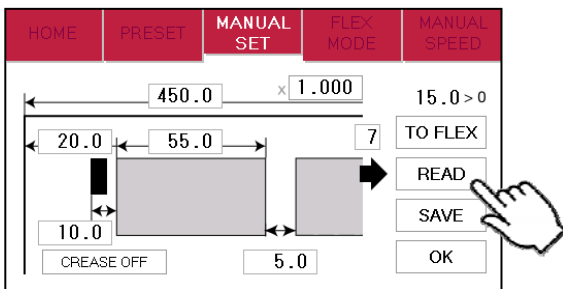 HOME PRESET MANUAL SET FLEX MODE MANUAL SPEED
450.0 x 1.000 15.0>0
20.0 55.0 7 TO FLEX
READ
10.0 SAVE
CREASE OFF 5.0 OK